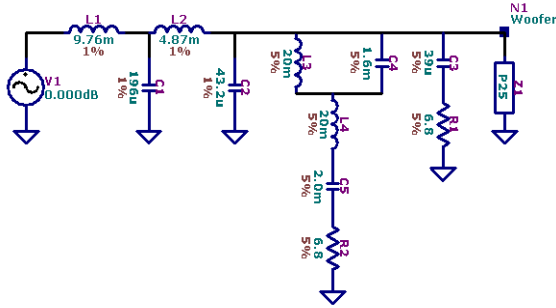 N1
Woofer
L1
9.76m
1%
L2
4.87m
1%
V1
0.000dB
C1
196u
1%
C2
43.2u
1%
L3
20m
5%
C4
1.6m
5%
C3
39u
5%
Z1
P25
L4
20m
5%
R1
6.8
5%
C5
2.0m
5%
R2
6.8
5%